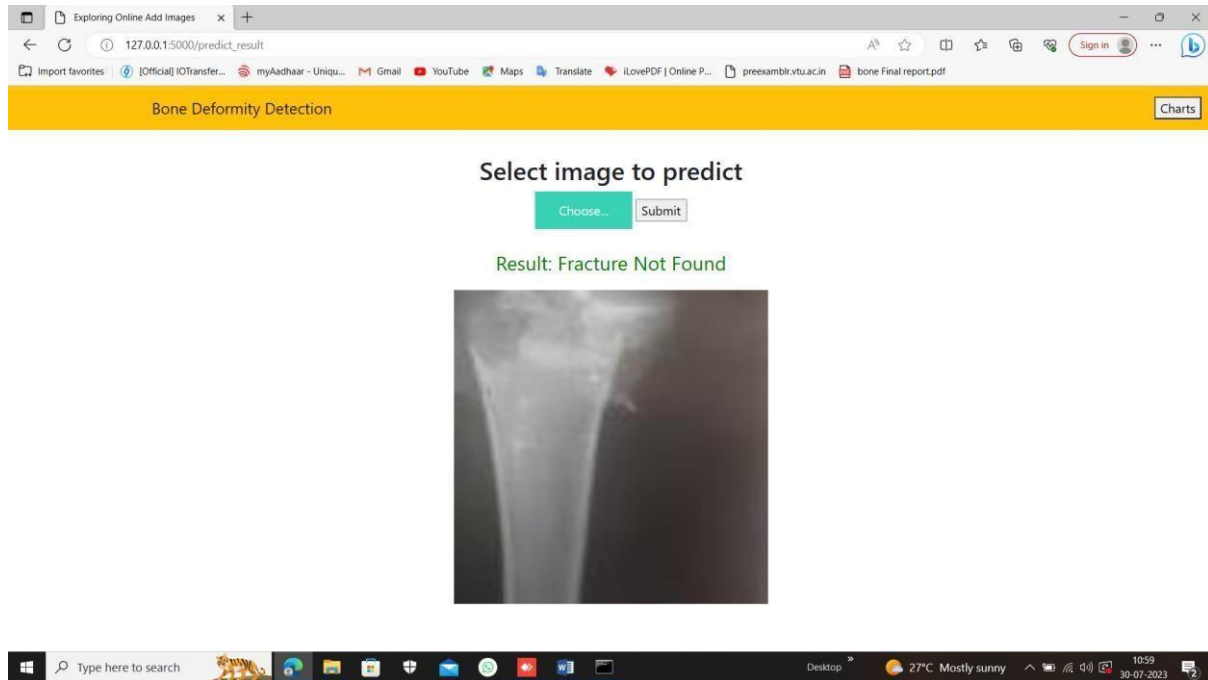 Exploring Online Add Images
127.0.0.1:5000/predict_result
Sign in
Import favorites
[Official] IOTransfer...
myAadhaar - Uniqu...
Gmail
YouTube
Maps
Translate
iLovePDF | Online P...
preexamblr.vtu.ac.in
bone Final report.pdf
Bone Deformity Detection
Charts
Select image to predict
Choose...
Submit
Result: Fracture Not Found
Type here to search
Desktop
27°C Mostly sunny
10:59
30-07-2023